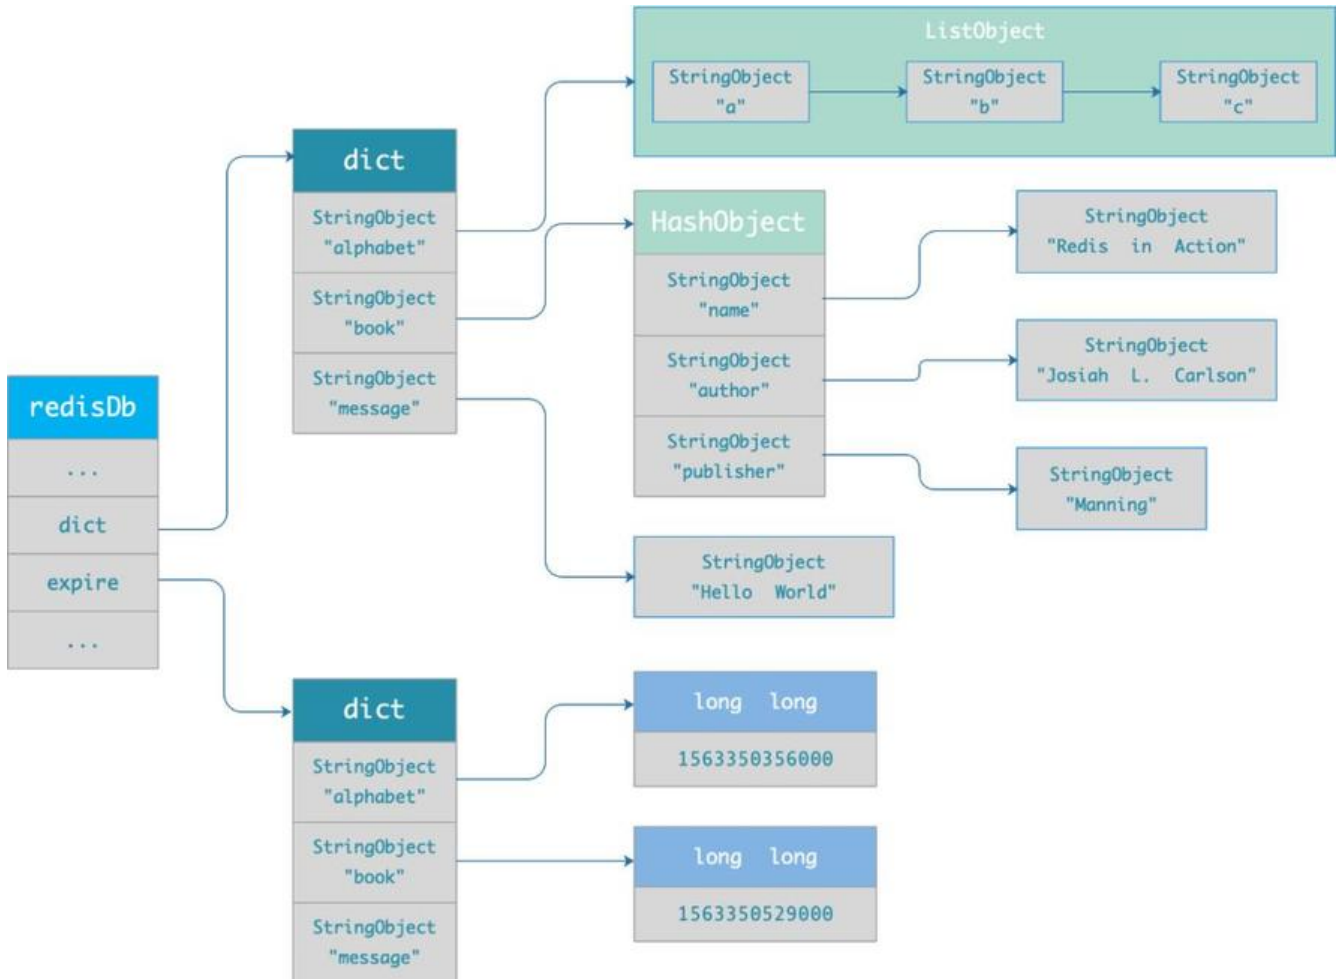 ListObject
StringObject
"a"
StringObject
"b"
StringObject
"c"
dict
StringObject
"alphabet"
StringObject
"book"
StringObject
"message"
HashObject
StringObject
"name"
StringObject
"author"
StringObject
"publisher"
StringObject
"Redis in Action"
StringObject
"Josiah L. Carlson"
StringObject
"Manning"
redisDb
...
dict
expire
...
StringObject
"Hello World"
dict
StringObject
"alphabet"
StringObject
"book"
StringObject
"message"
long long
1563350356000
long long
1563350529000